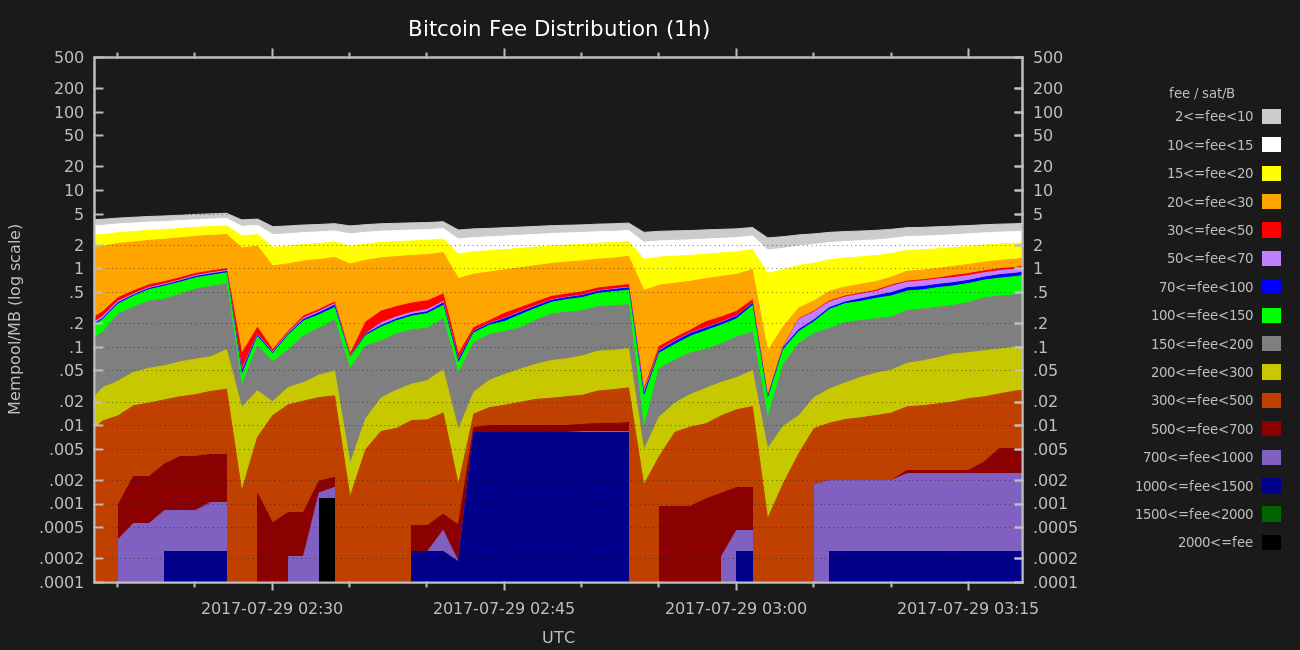 Bitcoin Fee Distribution (1h)
Mempool/MB (log scale)
500
200
100
50
20
10
5
2
1
.5
.2
.1
.05
.02
.01
.005
.002
.001
.0005
.0002
.0001
500
200
100
50
20
10
5
2
1
.5
.2
.1
.05
.02
.01
.005
.002
.001
.0005
.0002
.0001
2017-07-29 02:30
2017-07-29 02:45
2017-07-29 03:00
2017-07-29 03:15
UTC
fee / sat/B
2<=fee<10
10<=fee<15
15<=fee<20
20<=fee<30
30<=fee<50
50<=fee<70
70<=fee<100
100<=fee<150
150<=fee<200
200<=fee<300
300<=fee<500
500<=fee<700
700<=fee<1000
1000<=fee<1500
1500<=fee<2000
2000<=fee